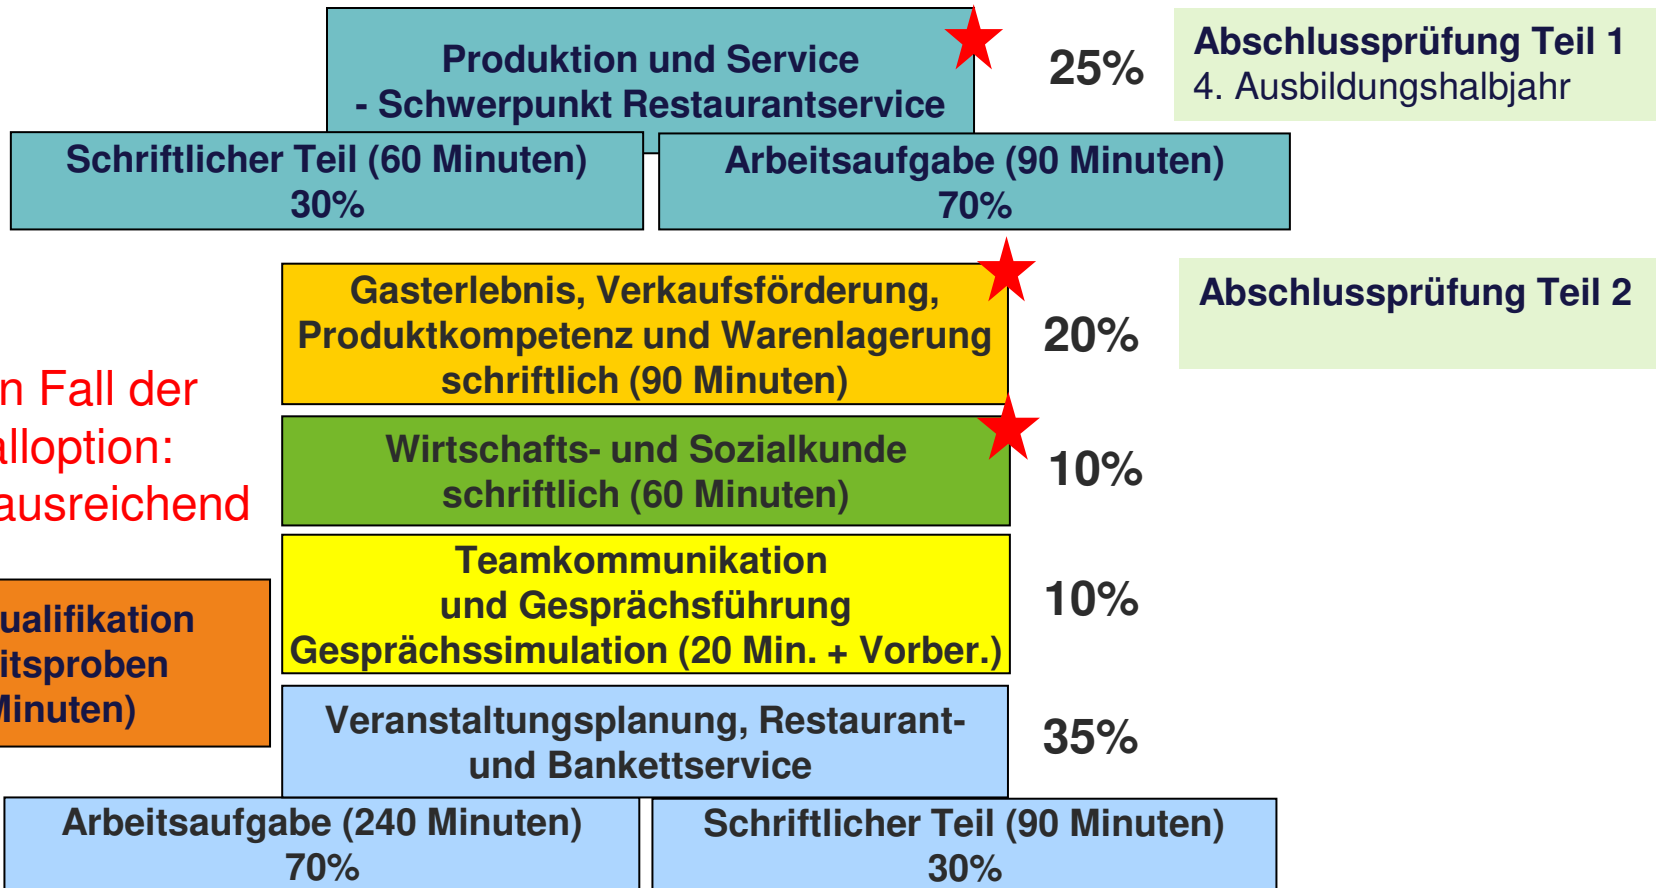 Produktion und Service
- Schwerpunkt Restaurantservice
25%
Abschlussprüfung Teil 1
4. Ausbildungshalbjahr
Schriftlicher Teil (60 Minuten)
30%
Arbeitsaufgabe (90 Minuten)
70%
Gasterlebnis, Verkaufsförderung,
Produktkompetenz und Warenlagerung
schriftlich (90 Minuten)
20%
Abschlussprüfung Teil 2
n Fall der
alloption:
ausreichend
Wirtschafts- und Sozialkunde
schriftlich (60 Minuten)
10%
Teamkommunikation
und Gesprächsführung
Gesprächssimulation (20 Min. + Vorber.)
10%
ualifikation
itsproben
Minuten)
Veranstaltungsplanung, Restaurant-
und Bankettservice
35%
Arbeitsaufgabe (240 Minuten)
70%
Schriftlicher Teil (90 Minuten)
30%